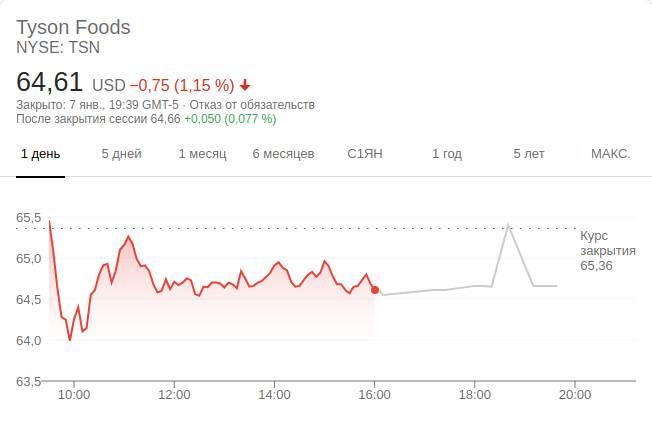 Tyson Foods
NYSE: TSN
64,61 USD −0,75 (1,15 %)
Закрыто: 7 янв., 19:39 GMT-5 · Отказ от обязательств
После закрытия сессии 64,66 +0,050 (0,077 %)
1 день 5 дней 1 месяц 6 месяцев С1ЯН 1 год 5 лет МАКС.
65,5
Курс
закрытия
65,36
65,0
64,5
64,0
63,5
10:00 12:00 14:00 16:00 18:00 20:00